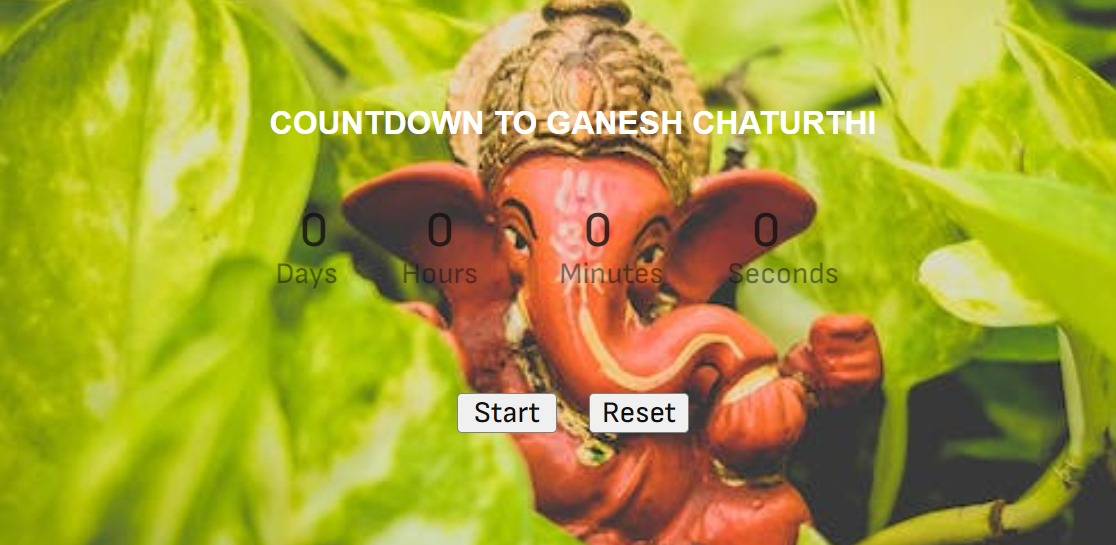 COUNTDOWN TO GANESH CHATURTHI
0 0 0 0
Days Hours Minutes Seconds
Start Reset